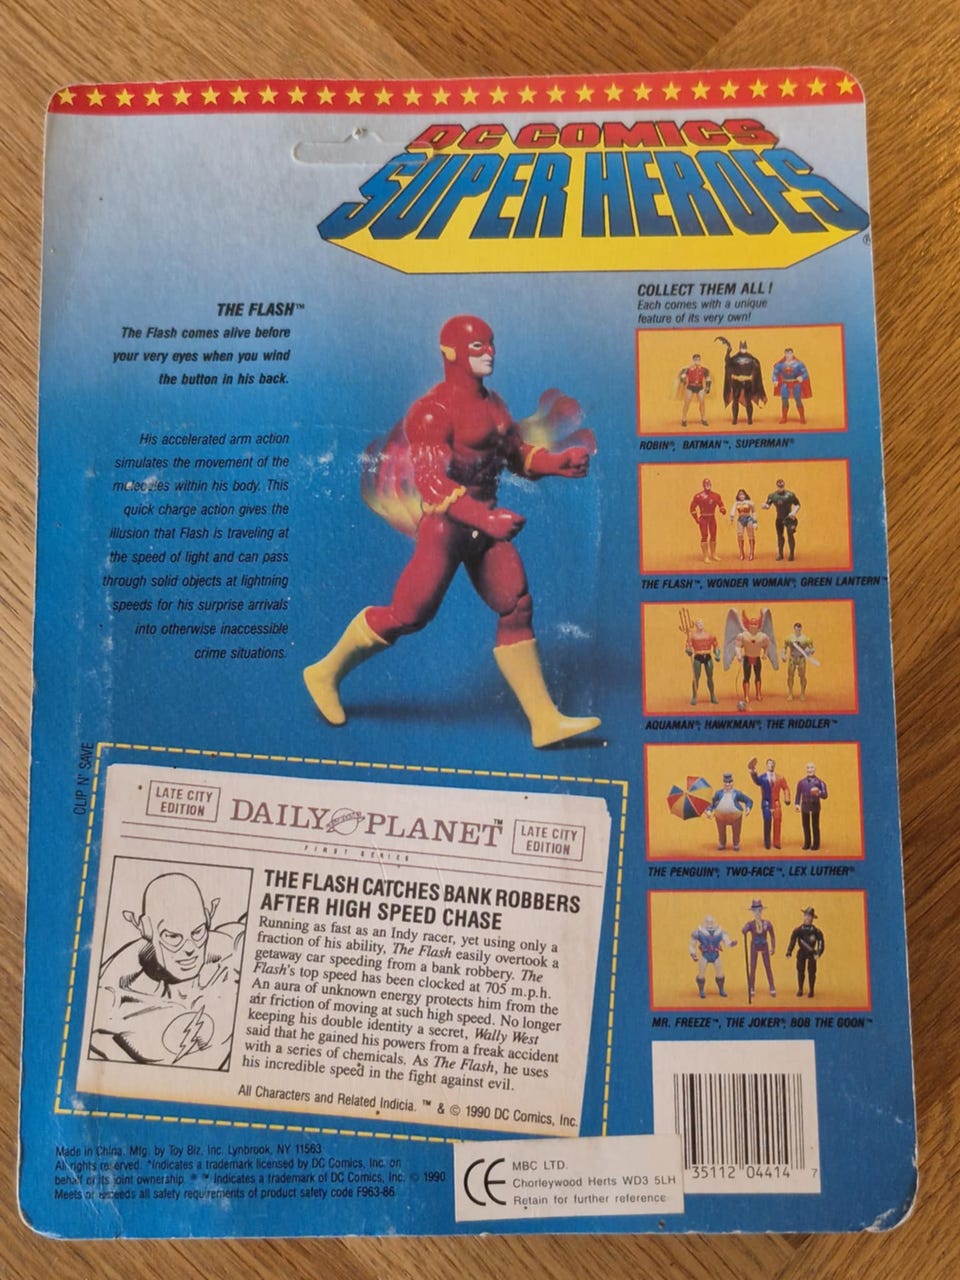 DC COMICS
SUPER HEROES®
THE FLASH™
The Flash comes alive before
your very eyes when you wind
the button in his back.
His accelerated arm action
simulates the movement of the
molecules within his body. This
quick charge action gives the
illusion that Flash is traveling at
the speed of light and can pass
through solid objects at lightning
speeds for his surprise arrivals
into otherwise inaccessible
crime situations.
COLLECT THEM ALL!
Each comes with a unique
feature of its very own!
ROBIN®, BATMAN™, SUPERMAN®
THE FLASH™, WONDER WOMAN®, GREEN LANTERN™
AQUAMAN®, HAWKMAN®, THE RIDDLER™
THE PENGUIN®, TWO-FACE™, LEX LUTHER®
MR. FREEZE™, THE JOKER®, BOB THE GOON™
CLIP N' SAVE
LATE CITY
EDITION
DAILY PLANET™
LATE CITY
EDITION
FIRST SERIES
THE FLASH CATCHES BANK ROBBERS
AFTER HIGH SPEED CHASE
Running as fast as an Indy racer, yet using only a
fraction of his ability, The Flash easily overtook a
getaway car speeding from a bank robbery. The
Flash's top speed has been clocked at 705 m.p.h.
An aura of unknown energy protects him from the
air friction of moving at such high speed. No longer
keeping his double identity a secret, Wally West
said that he gained his powers from a freak accident
with a series of chemicals. As The Flash, he uses
his incredible speed in the fight against evil.
All Characters and Related Indicia. ™ & © 1990 DC Comics, Inc.
Made in China. Mfg. by Toy Biz, Inc. Lynbrook, NY 11563
All rights reserved. *Indicates a trademark licensed by DC Comics, Inc. on
behalf of its joint ownership. ® ™ Indicates a trademark of DC Comics, Inc. © 1990
Meets or exceeds all safety requirements of product safety code F963-86
CE
MBC LTD.
Chorleywood Herts WD3 5LH
Retain for further reference
35112 04414 7